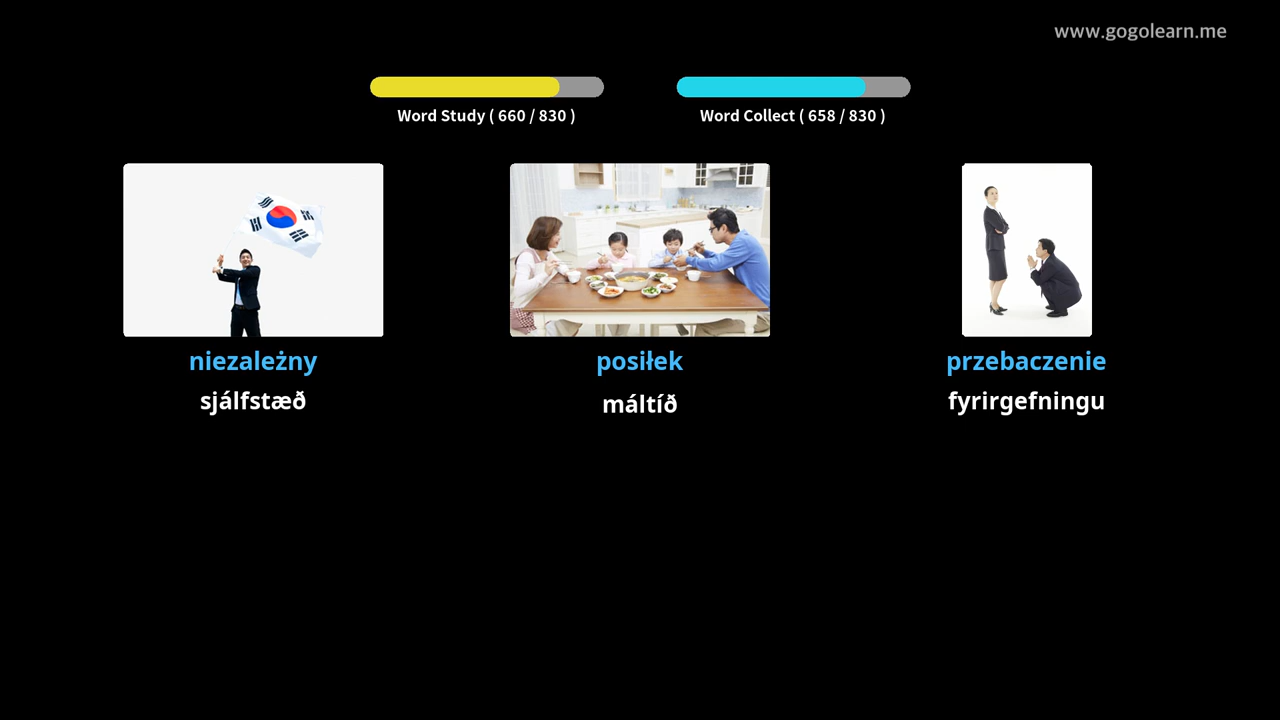 www.gogolearn.me
Word Study ( 660 / 830 )
Word Collect ( 658 / 830 )
niezależny
posiłek
przebaczenie
sjálfstæð
máltíð
fyrirgefningu